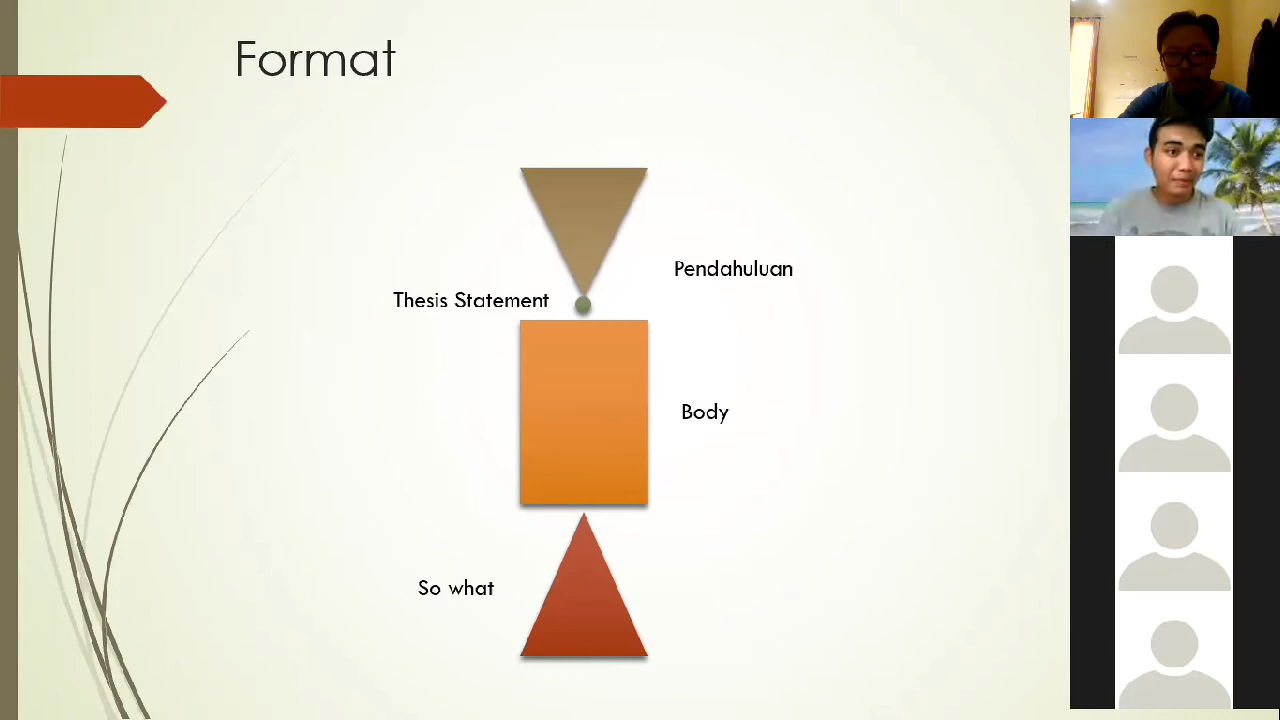 Format
Pendahuluan
Thesis Statement
Body
So what